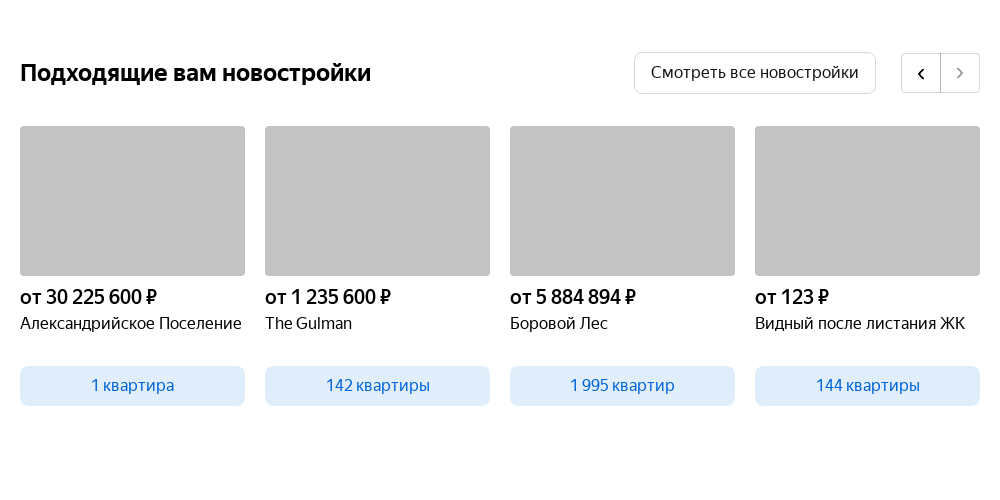 Подходящие вам новостройки
Смотреть все новостройки
от 30 225 600 ₽
Александрийское Поселение
1 квартира
от 1 235 600 ₽
The Gulman
142 квартиры
от 5 884 894 ₽
Боровой Лес
1 995 квартир
от 123 ₽
Видный после листания ЖК
144 квартиры